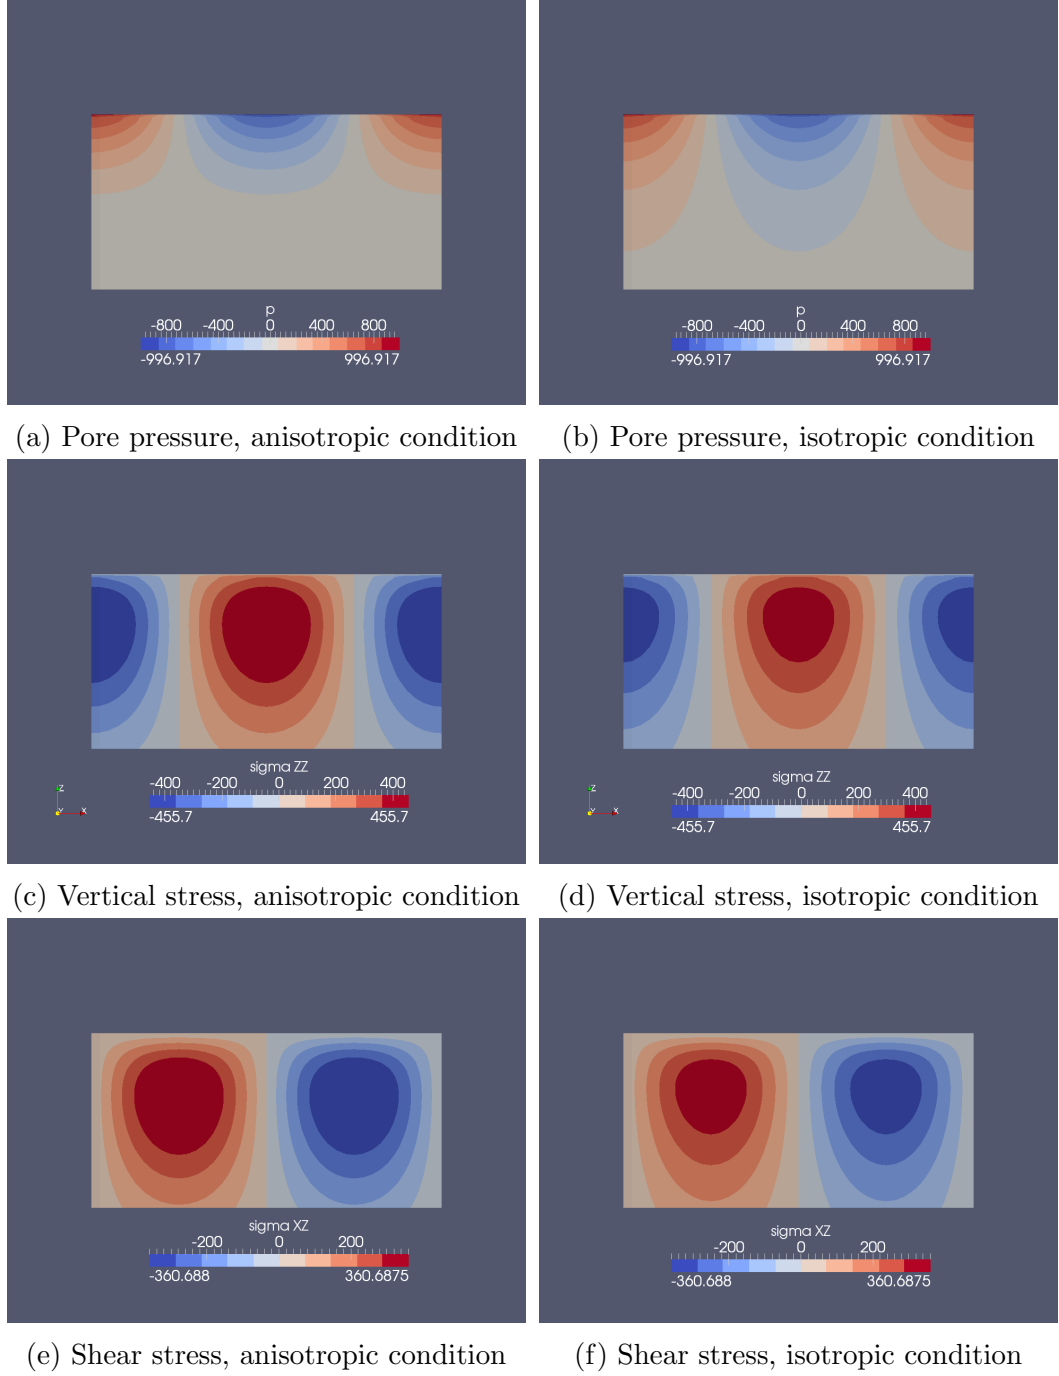 p
-800 -400 0 400 800
-996.917 996.917
p
-800 -400 0 400 800
-996.917 996.917
(a) Pore pressure, anisotropic condition
(b) Pore pressure, isotropic condition
sigma ZZ
-400 -200 0 200 400
-455.7 455.7
Z
Y X
sigma ZZ
-400 -200 0 200 400
-455.7 455.7
Z
Y X
(c) Vertical stress, anisotropic condition
(d) Vertical stress, isotropic condition
sigma XZ
-200 0 200
-360.688 360.6875
sigma XZ
-200 0 200
-360.688 360.6875
(e) Shear stress, anisotropic condition
(f) Shear stress, isotropic condition